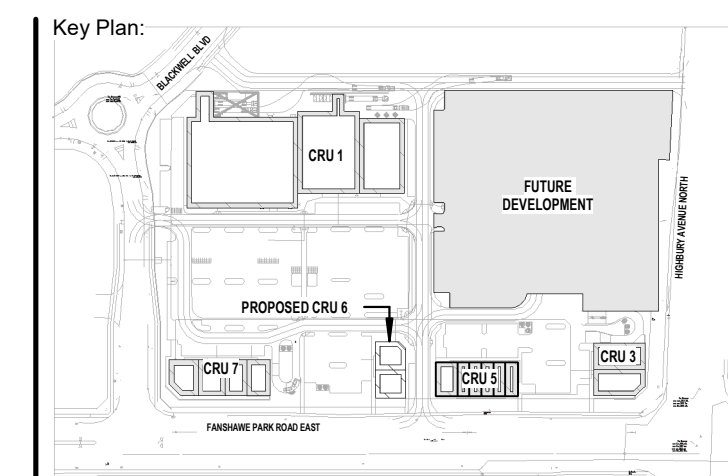 Key Plan:
BLACKWELL BLVD
CRU 1
FUTURE
DEVELOPMENT
HIGHBURY AVENUE NORTH
PROPOSED CRU 6
CRU 7
CRU 5
CRU 3
FANSHAWE PARK ROAD EAST